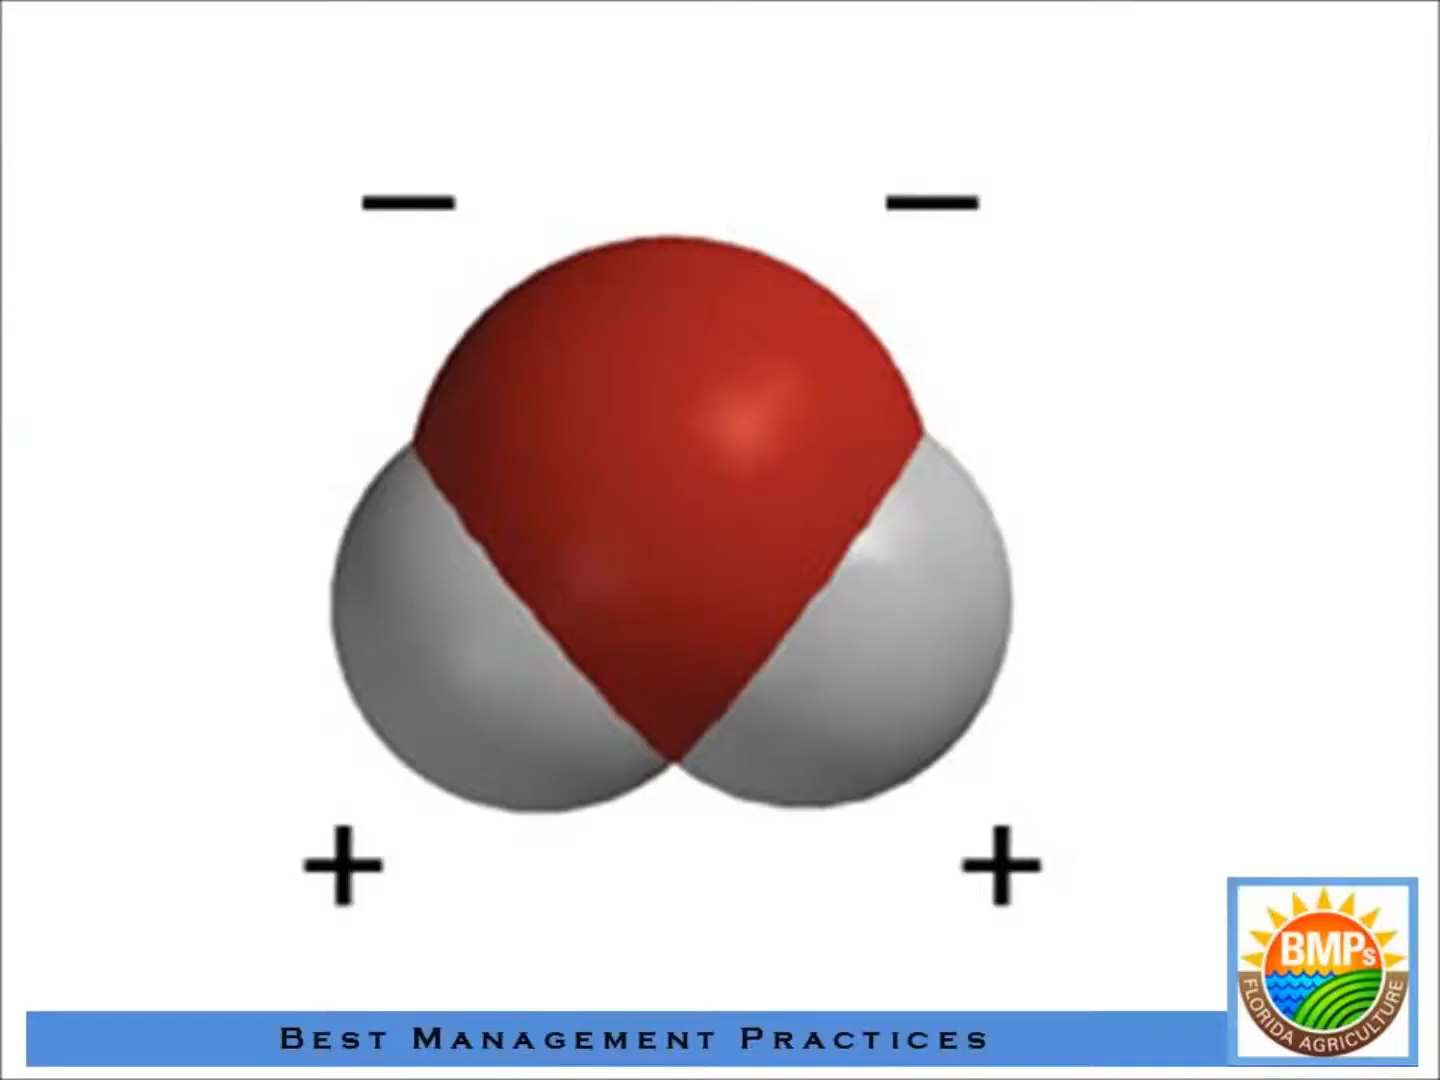 — —
+ +
BMPs
FLORIDA AGRICULTURE
BEST MANAGEMENT PRACTICES